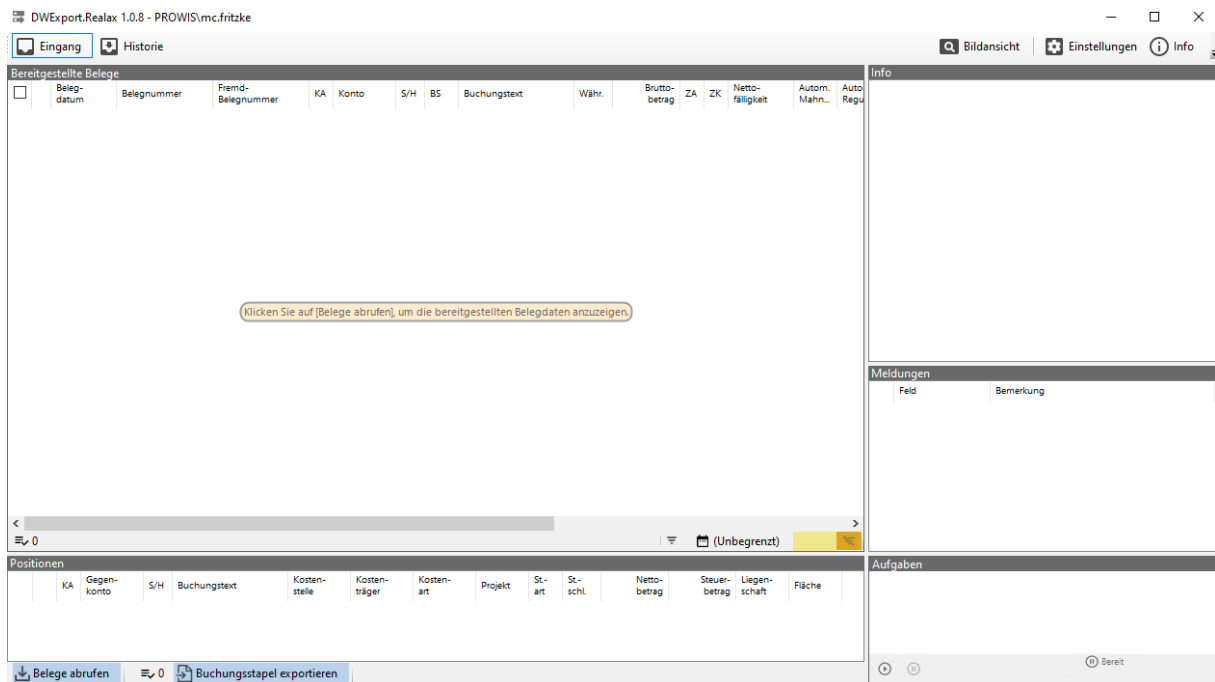 DWExport.Realax 1.0.8 - PROWIS\mc.fritzke
Eingang Historie Bildansicht Einstellungen Info
Bereitgestellte Belege
Beleg-
datum
Belegnummer
Fremd-
Belegnummer
KA Konto S/H BS Buchungstext Währ.
Brutto-
betrag
ZA ZK
Netto-
fälligkeit
Autom.
Mahn...
Auto
Regu
Klicken Sie auf [Belege abrufen], um die bereitgestellten Belegdaten anzuzeigen.
0 (Unbegrenzt)
Info
Meldungen
Feld Bemerkung
Positionen
KA
Gegen-
konto
S/H Buchungstext
Kosten-
stelle
Kosten-
träger
Kosten-
art
Projekt
St.-
art
St.-
schl.
Netto-
betrag
Steuer-
betrag
Liegen-
schaft
Fläche
Aufgaben
Belege abrufen 0 Buchungsstapel exportieren
Bereit